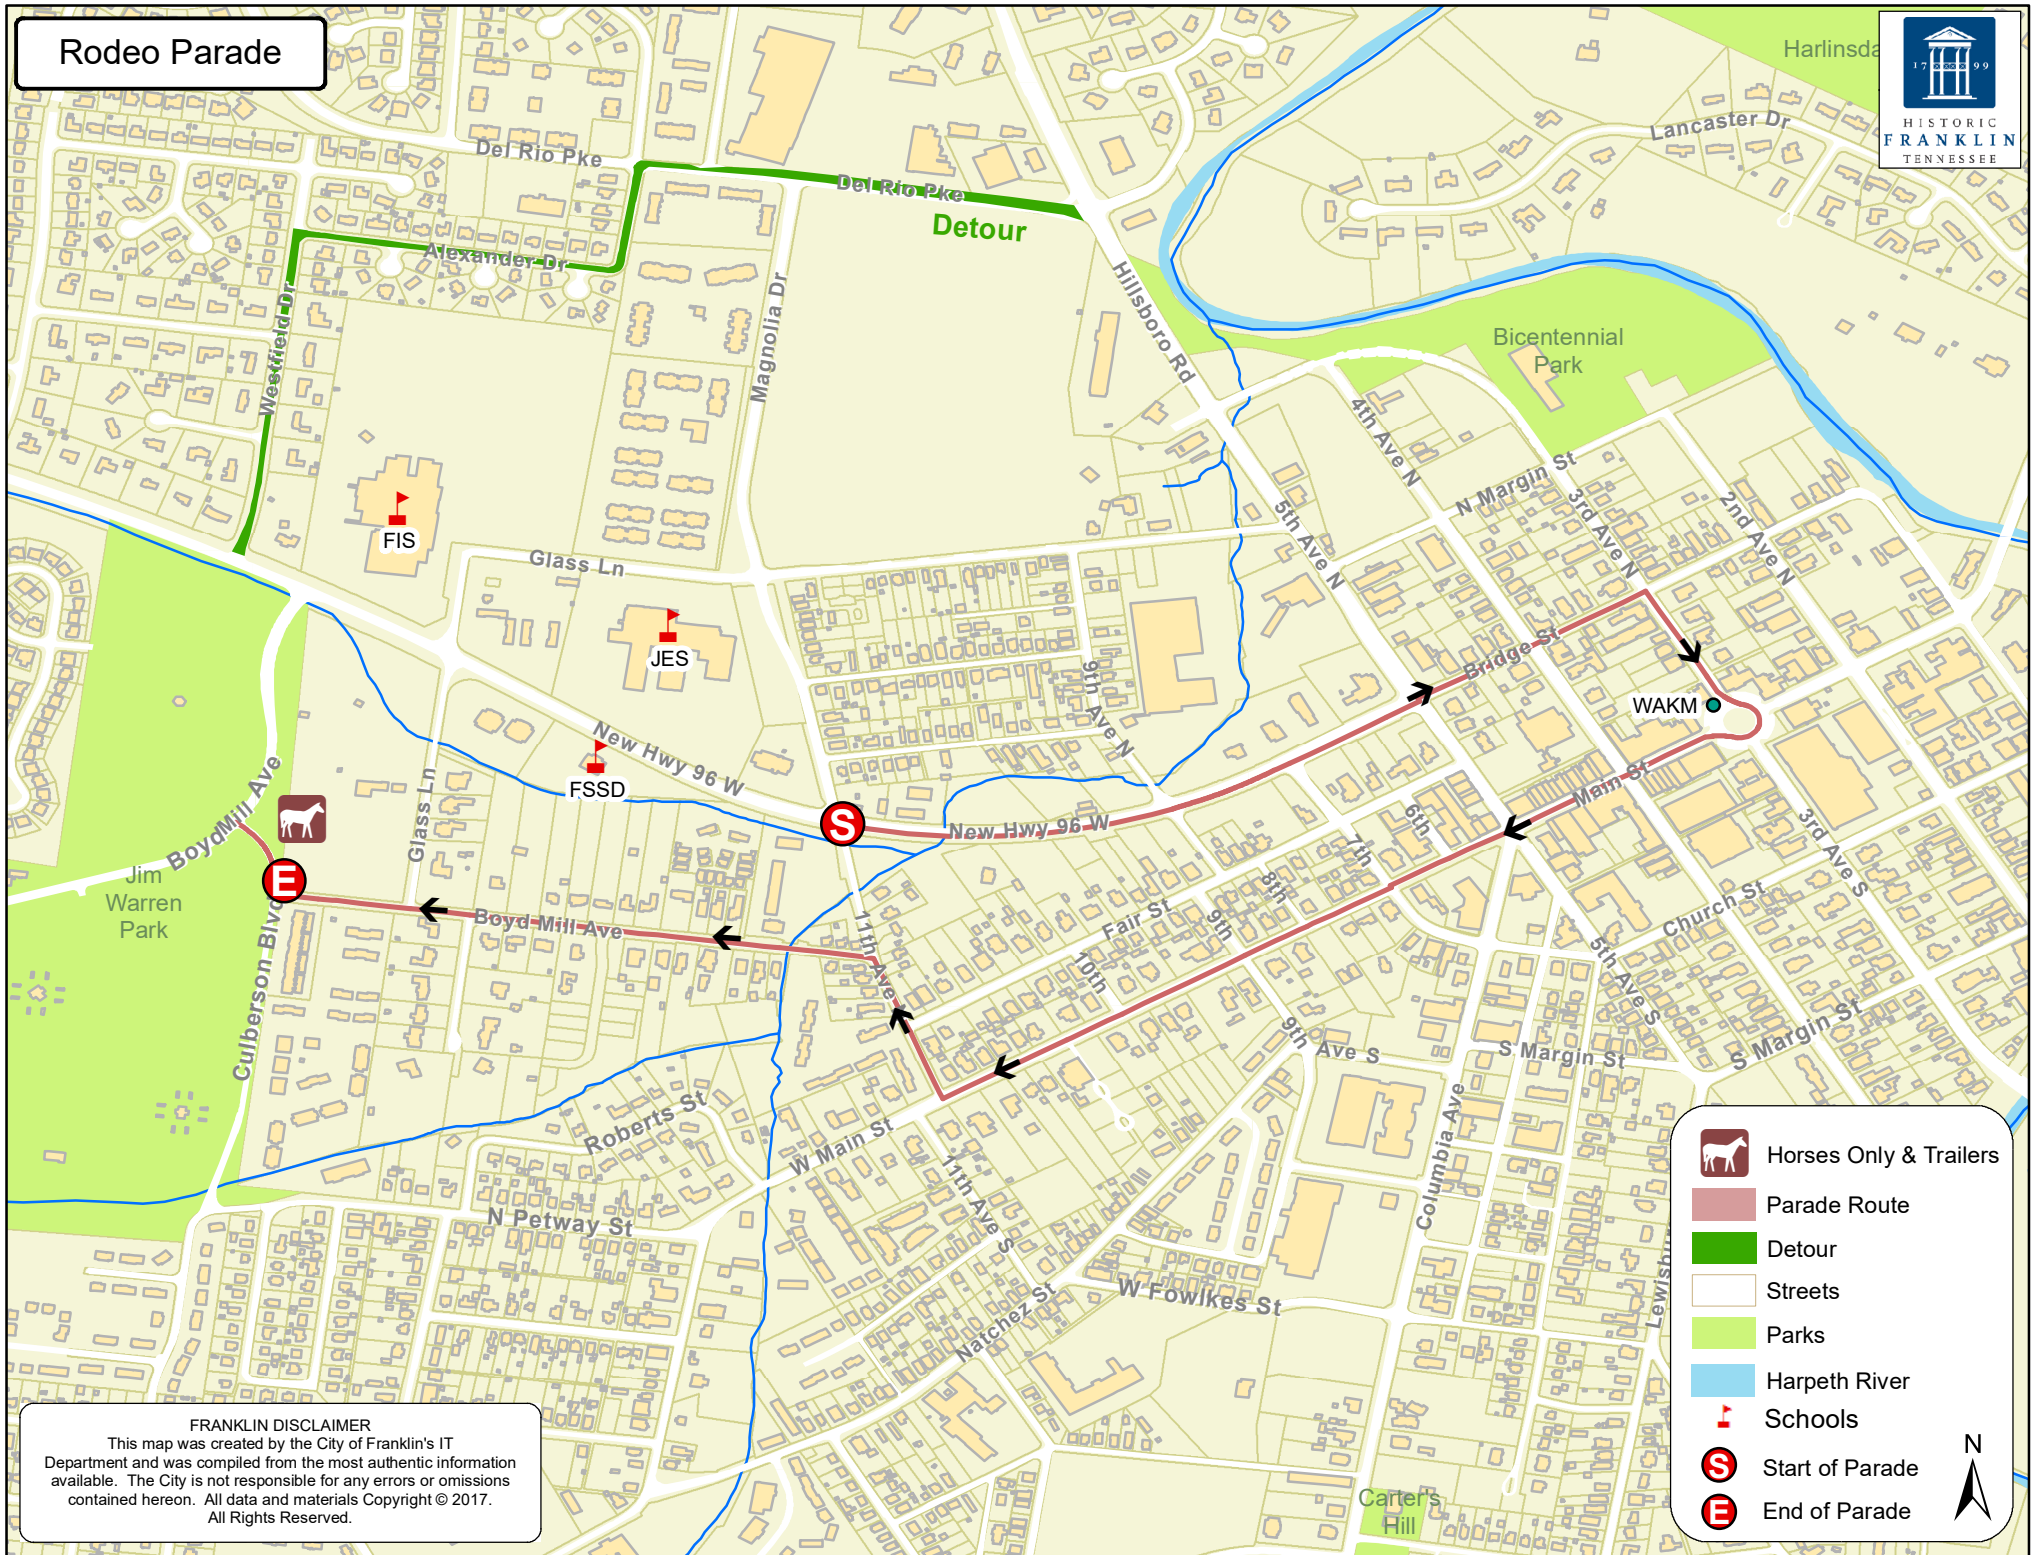 Rodeo Parade
Harlinsda
17 99
HISTORIC
FRANKLIN
TENNESSEE
Lancaster Dr
Del Rio Pke
Del Rio Pke
Detour
Alexander Dr
Westfield Dr
Magnolia Dr
Hillsboro Rd
Bicentennial
Park
4th Ave N
N Margin St
3rd Ave N
2nd Ave N
5th Ave N
FIS
Glass Ln
JES
Bridge St
9th Ave N
WAKM
New Hwy 96 W
FSSD
Glass Ln
Boyd Mill Ave
S
New Hwy 96 W
Main St
6th
7th
8th
9th
10th
3rd Ave S
E
Jim
Warren
Park
Boyd Mill Ave
11th Ave
Fair St
Church St
5th Ave S
Culberson Blvd
9th Ave S
S Margin St
S Margin St
Columbia Ave
Roberts St
W Main St
11th Ave S
N Petway St
Natchez St
W Fowlkes St
Lewisbur
Carter's
Hill
Horses Only & Trailers
Parade Route
Detour
Streets
Parks
Harpeth River
Schools
S Start of Parade
E End of Parade
N
FRANKLIN DISCLAIMER
This map was created by the City of Franklin's IT
Department and was compiled from the most authentic information
available. The City is not responsible for any errors or omissions
contained hereon. All data and materials Copyright © 2017.
All Rights Reserved.